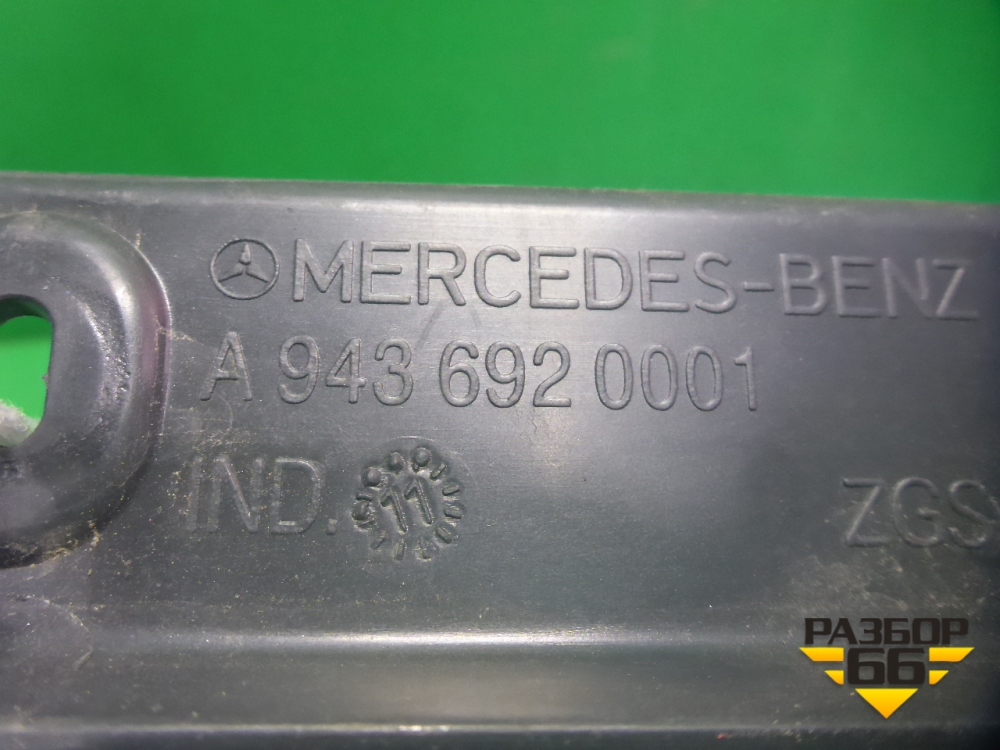 MERCEDES-BENZ
A 943 692 0001
IND. 11
ZGS
РАЗБОР
66